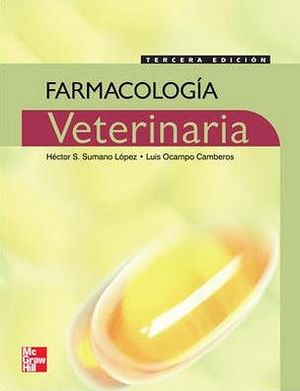 TERCERA EDICIÓN
FARMACOLOGÍA
Veterinaria
Héctor S. Sumano López • Luis Ocampo Camberos
Mc
Graw
Hill